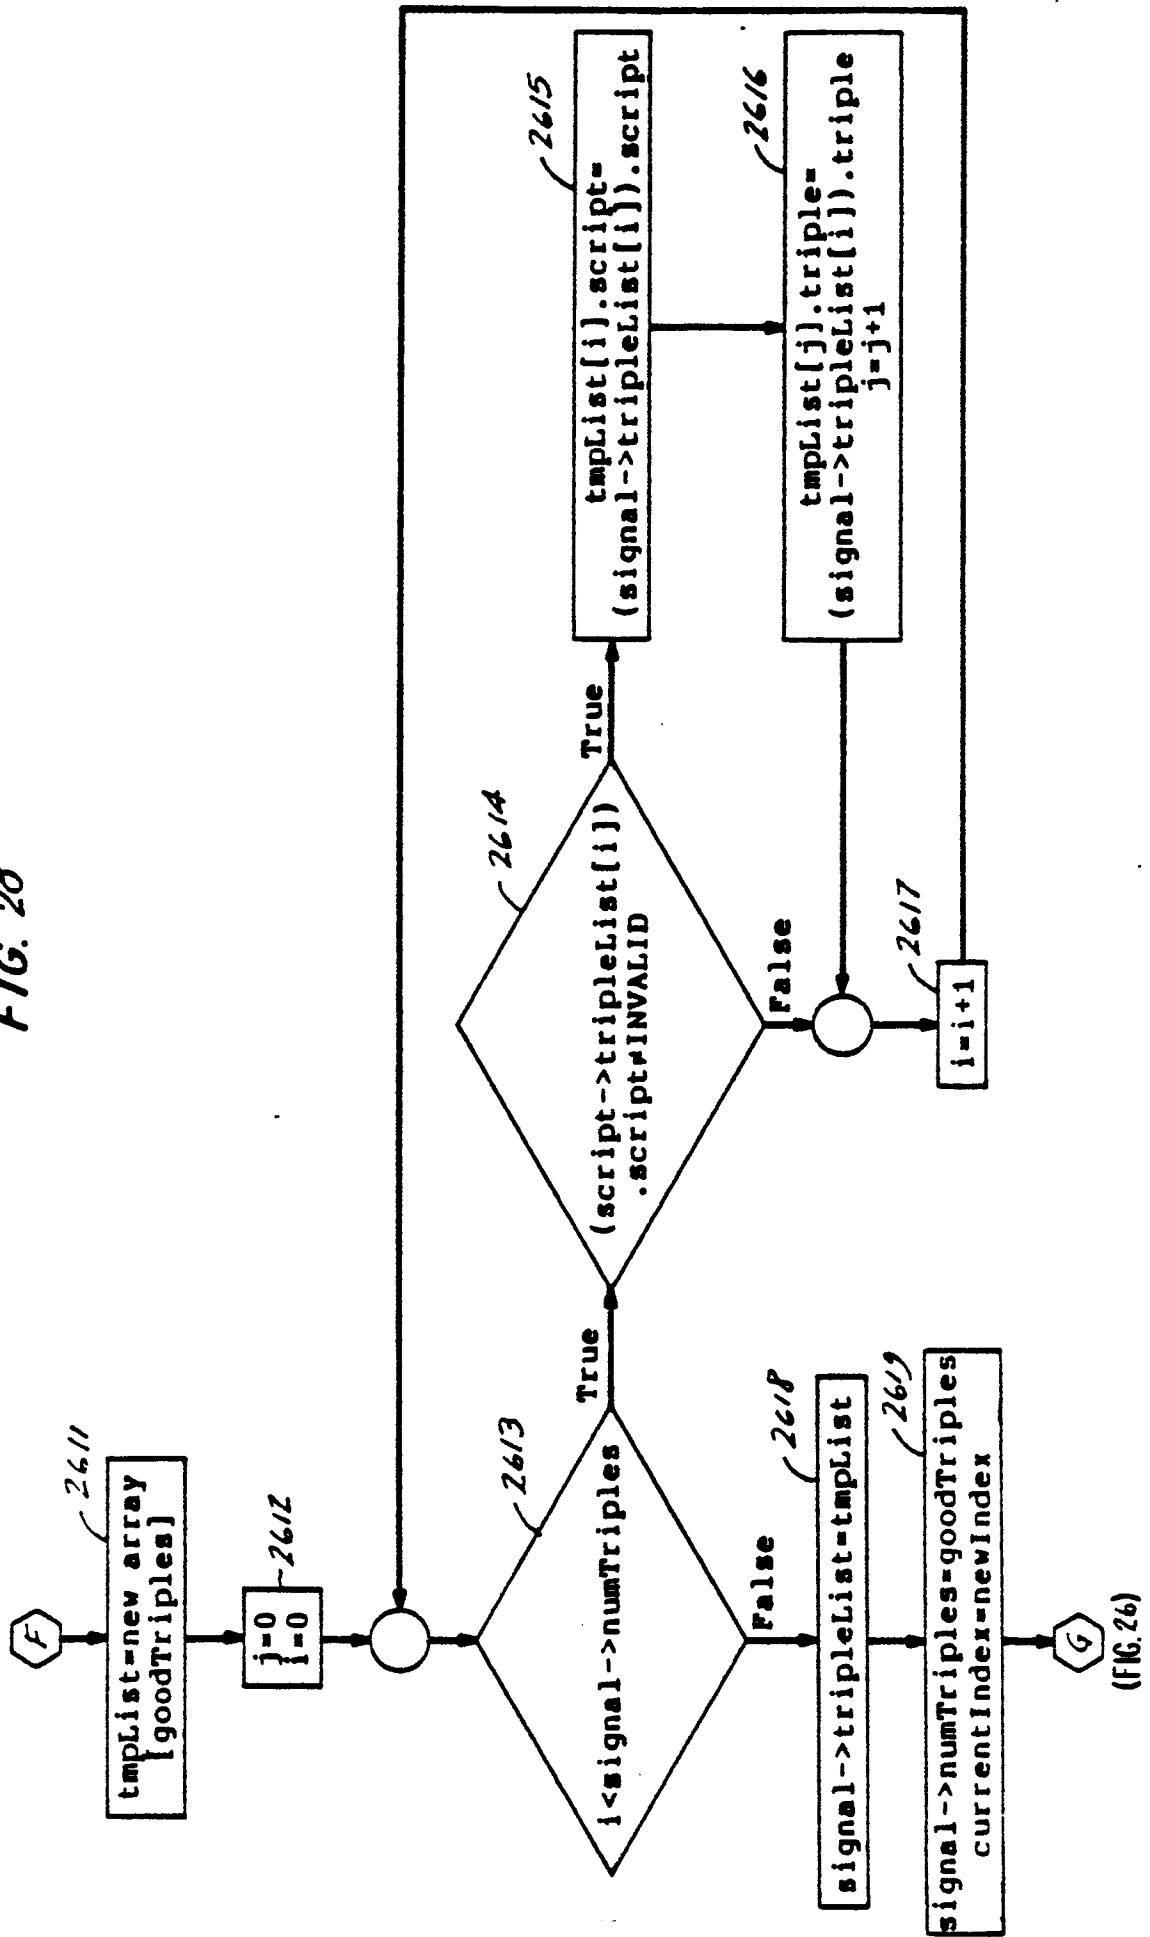 FIG.
F
2611
tmpList=new array
[goodTriples]
2612
j=0
i=0
2613
i<signal->numTriples
True
False
2614
(script->tripleList[i])
.script≠INVALID
True
False
2615
tmpList[i].script=
(signal->tripleList[i]).script
2616
tmpList[j].triple=
(signal->tripleList[i]).triple
j=j+1
2617
i=i+1
2618
signal->tripleList=tmpList
2619
signal->numTriples=goodTriples
currentIndex=newIndex
G
(FIG. 26)